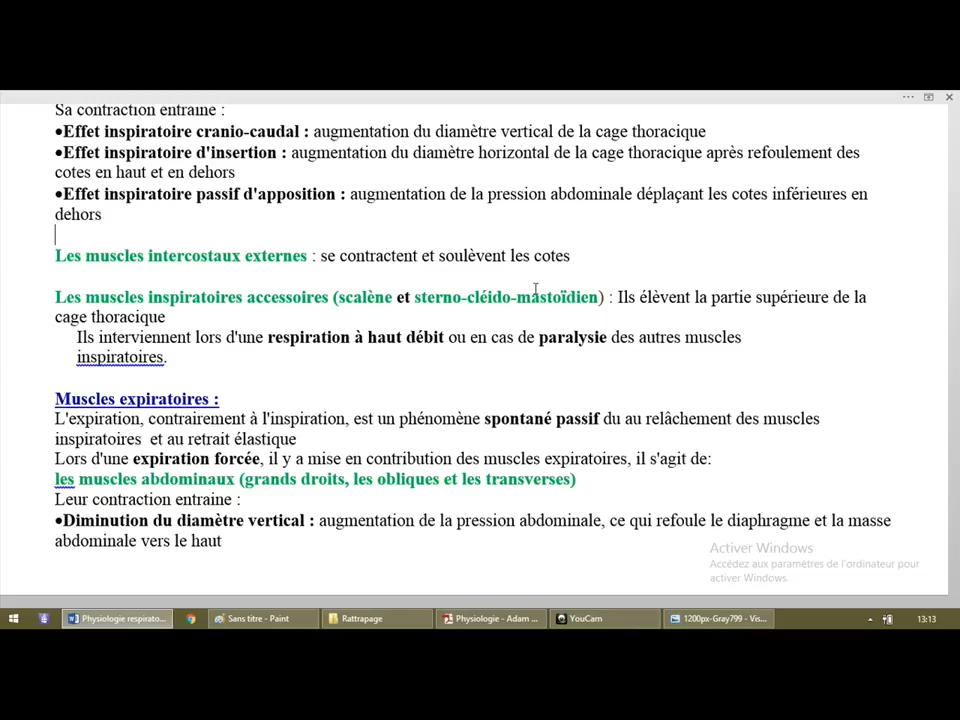 Sa contraction entraine :
•Effet inspiratoire cranio-caudal : augmentation du diamètre vertical de la cage thoracique
•Effet inspiratoire d'insertion : augmentation du diamètre horizontal de la cage thoracique après refoulement des
cotes en haut et en dehors
•Effet inspiratoire passif d'apposition : augmentation de la pression abdominale déplaçant les cotes inférieures en
dehors
Les muscles intercostaux externes : se contractent et soulèvent les cotes
Les muscles inspiratoires accessoires (scalène et sterno-cléido-mastoïdien) : Ils élèvent la partie supérieure de la
cage thoracique
Ils interviennent lors d'une respiration à haut débit ou en cas de paralysie des autres muscles
inspiratoires.
Muscles expiratoires :
L'expiration, contrairement à l'inspiration, est un phénomène spontané passif du au relâchement des muscles
inspiratoires et au retrait élastique
Lors d'une expiration forcée, il y a mise en contribution des muscles expiratoires, il s'agit de:
les muscles abdominaux (grands droits, les obliques et les transverses)
Leur contraction entraine :
•Diminution du diamètre vertical : augmentation de la pression abdominale, ce qui refoule le diaphragme et la masse
abdominale vers le haut
Activer Windows
Accédez aux paramètres de l'ordinateur pour
activer Windows.
Physiologie respirato... Sans titre - Paint Rattrapage Physiologie - Adam ... YouCam 1200px-Gray799 - Vis... 13:13